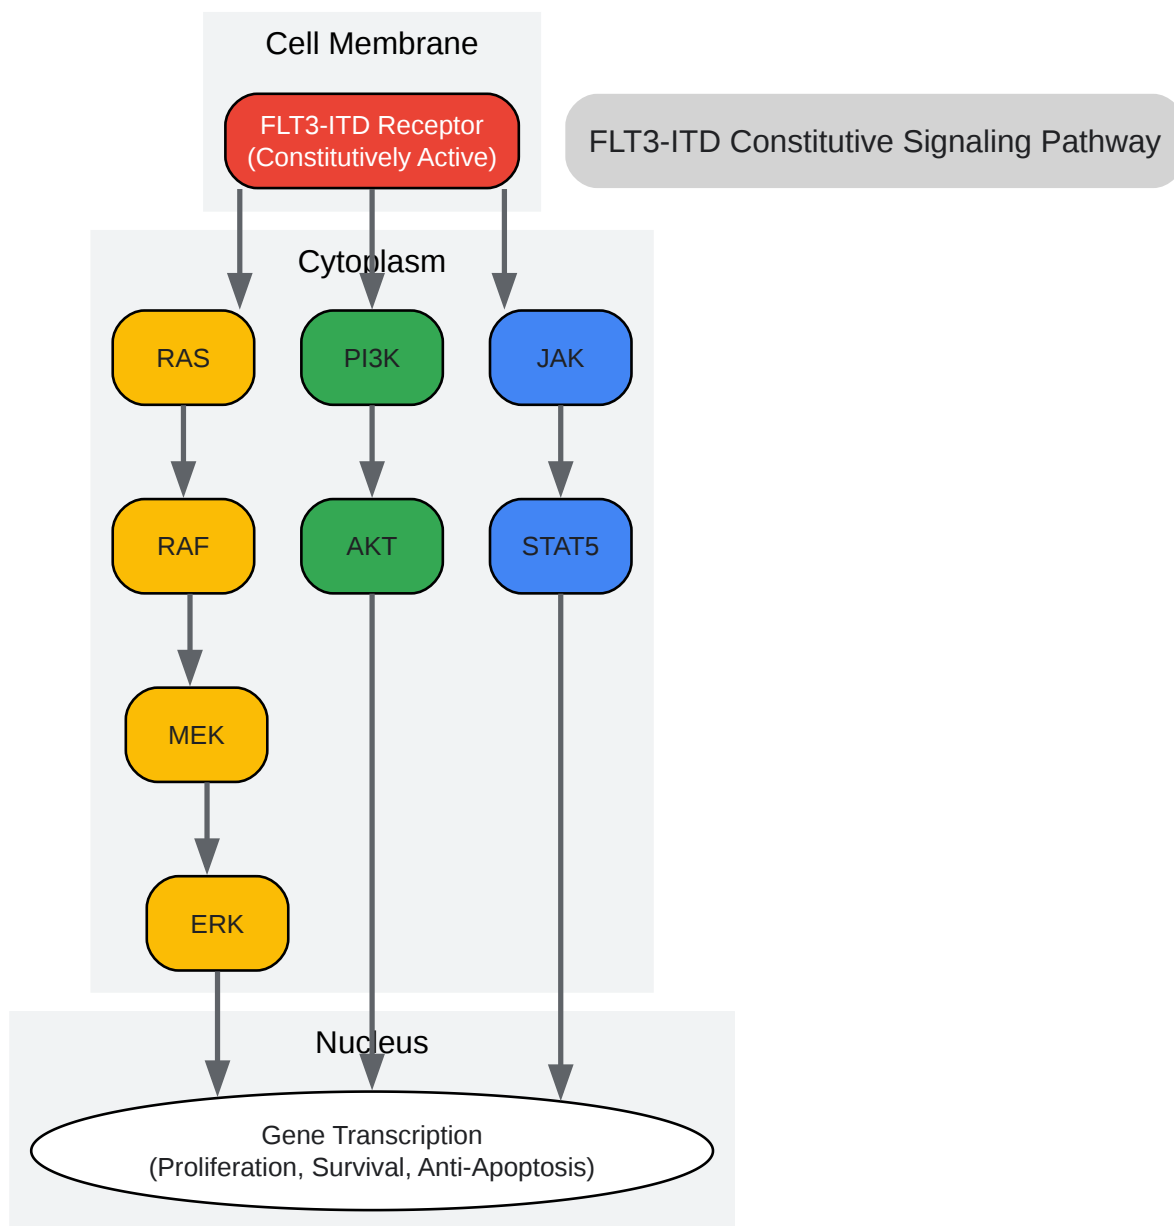 Cell Membrane
FLT3-ITD Receptor
(Constitutively Active)
FLT3-ITD Constitutive Signaling Pathway
Cytoplasm
RAS
PI3K
JAK
RAF
AKT
STAT5
MEK
ERK
Nucleus
Gene Transcription
(Proliferation, Survival, Anti-Apoptosis)